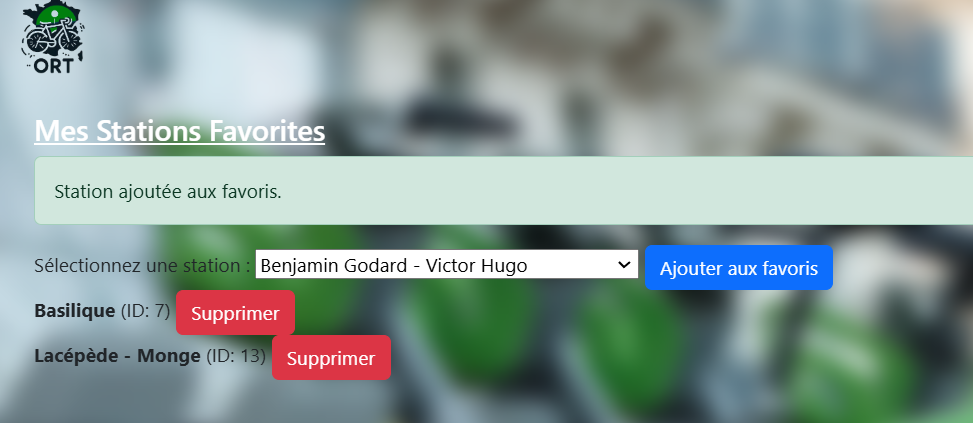 ORT
Mes Stations Favorites
Station ajoutée aux favoris.
Sélectionnez une station : Benjamin Godard - Victor Hugo Ajouter aux favoris
Basilique (ID: 7) Supprimer
Lacépède - Monge (ID: 13) Supprimer